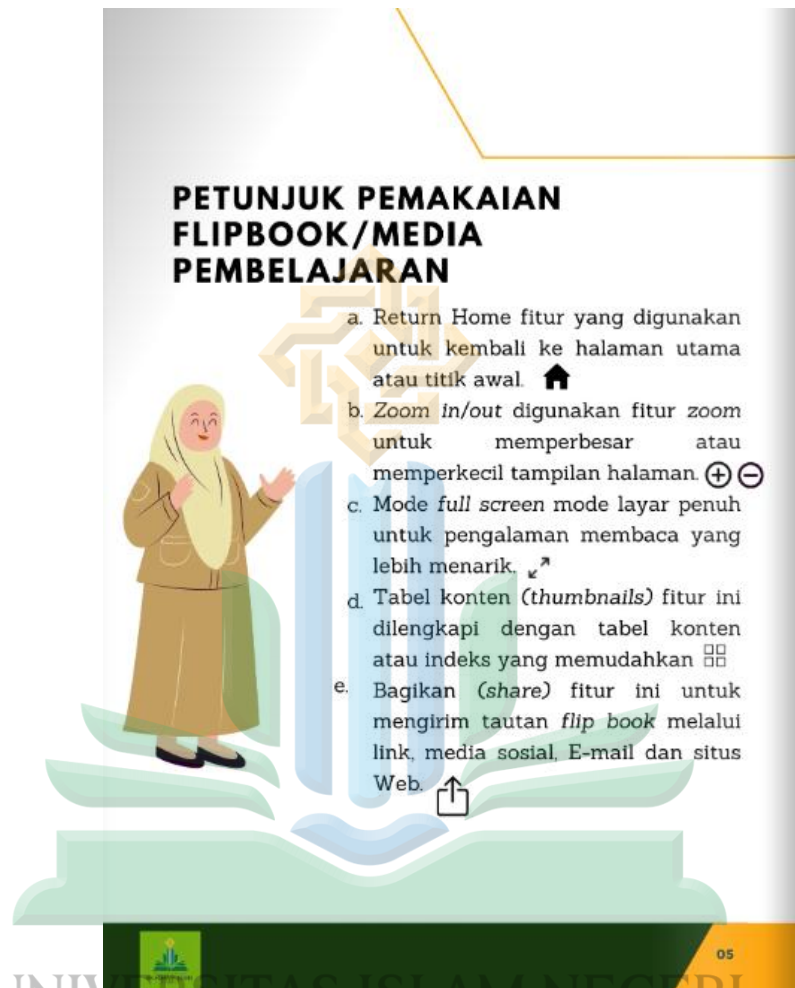 PETUNJUK PEMAKAIAN
FLIPBOOK/MEDIA
PEMBELAJARAN
a. Return Home fitur yang digunakan
untuk kembali ke halaman utama
atau titik awal.
b. Zoom in/out digunakan fitur zoom
untuk memperbesar atau
memperkecil tampilan halaman.
c. Mode full screen mode layar penuh
untuk pengalaman membaca yang
lebih menarik.
d. Tabel konten (thumbnails) fitur ini
dilengkapi dengan tabel konten
atau indeks yang memudahkan
e. Bagikan (share) fitur ini untuk
mengirim tautan flip book melalui
link, media sosial, E-mail dan situs
Web.
05
UNIVERSITAS ISLAM NEGERI